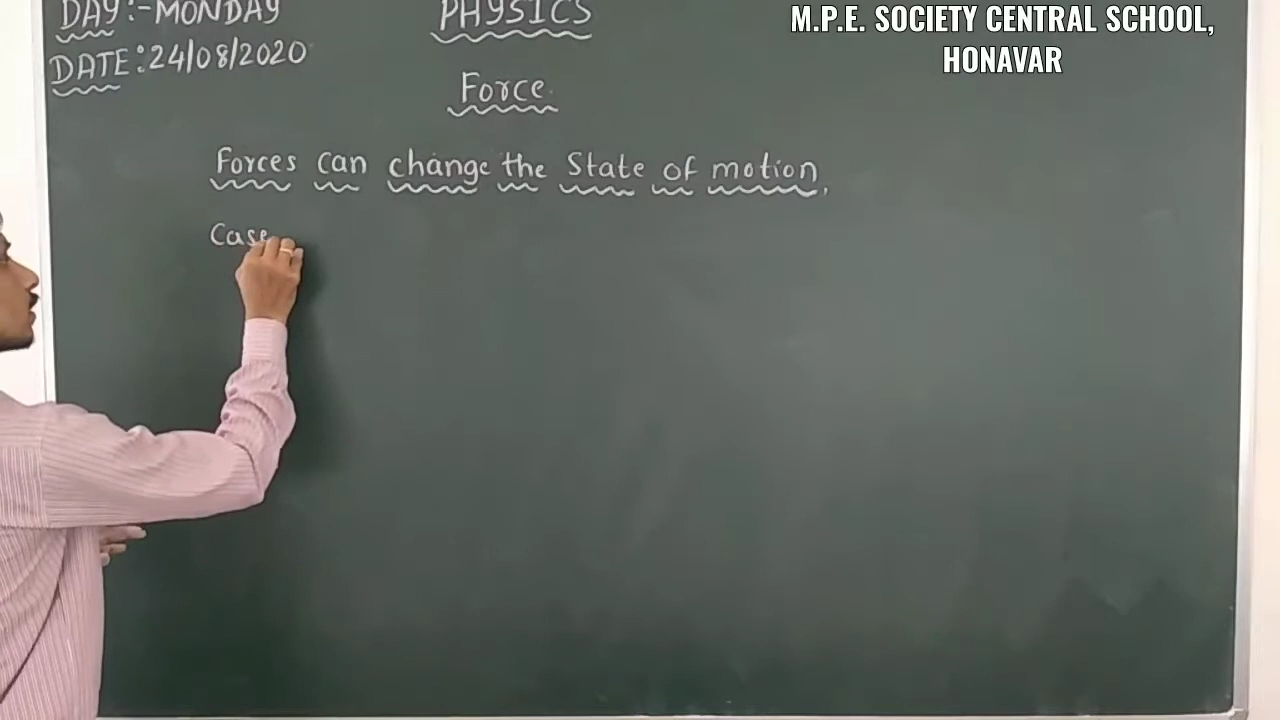 DAY:- MONDAY
DATE: 24/08/2020
PHYSICS
M.P.E. SOCIETY CENTRAL SCHOOL,
HONAVAR
Force
Forces can change the State of motion,
Case